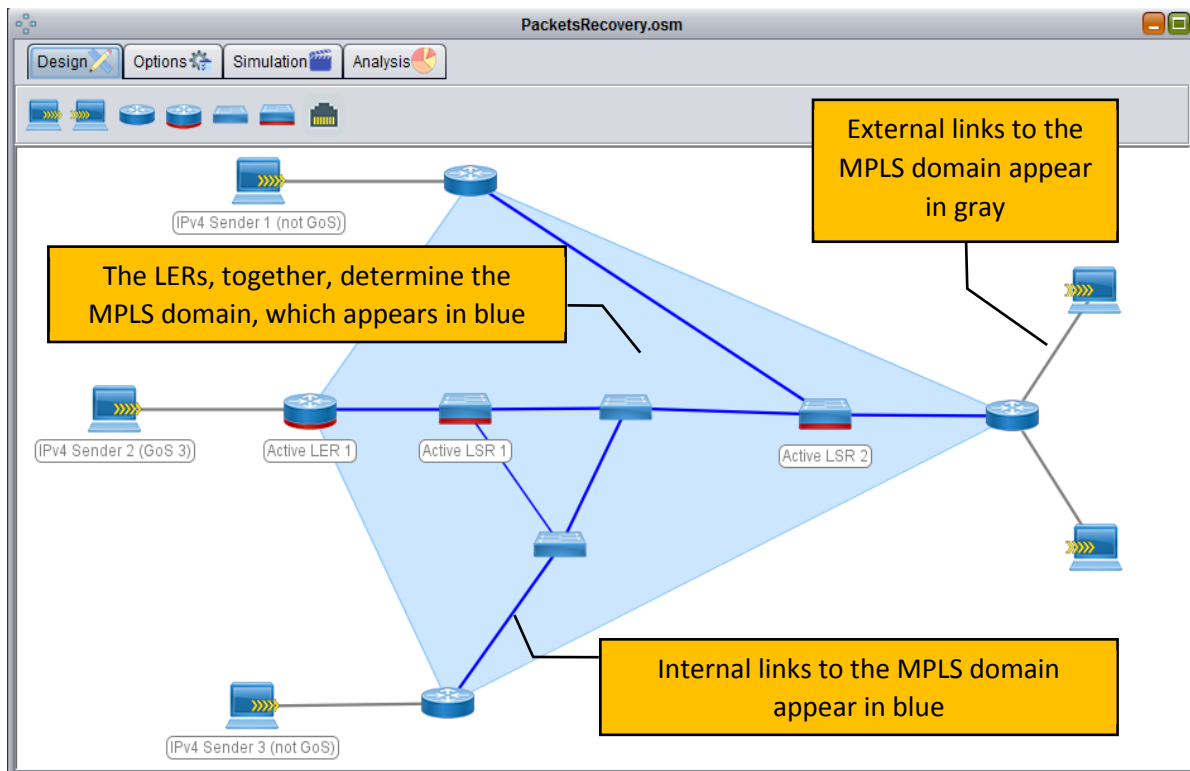 PacketsRecovery.osm
Design
Options
Simulation
Analysis
External links to the
MPLS domain appear
in gray
IPv4 Sender 1 (not GoS)
The LERs, together, determine the
MPLS domain, which appears in blue
IPv4 Sender 2 (GoS 3)
Active LER 1
Active LSR 1
Active LSR 2
Internal links to the MPLS domain
appear in blue
IPv4 Sender 3 (not GoS)